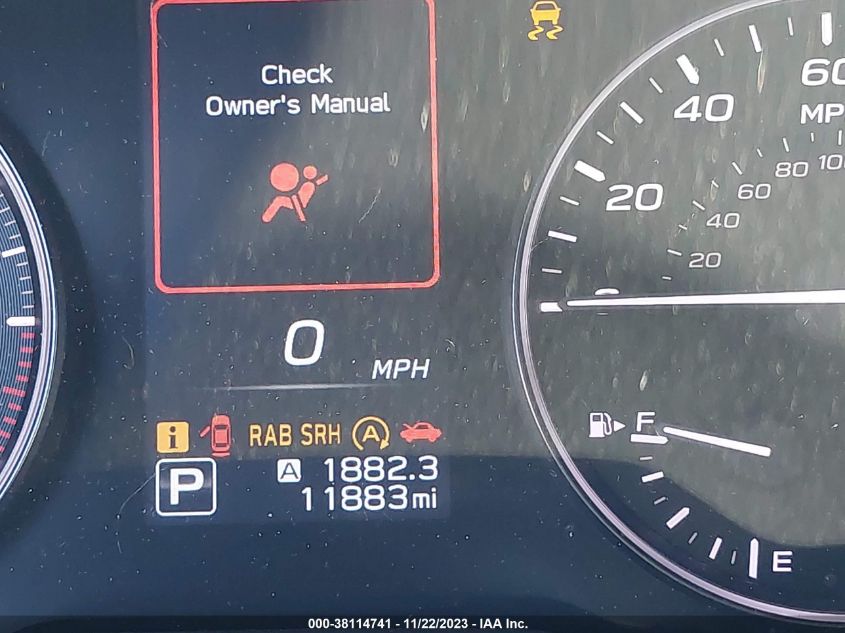 Check
Owner's Manual
0 MPH
i RAB SRH A
A 1882.3
P 11883mi
20 40 60
MP
20 40 60 80 100
F
E
000-38114741 - 11/22/2023 - IAA Inc.